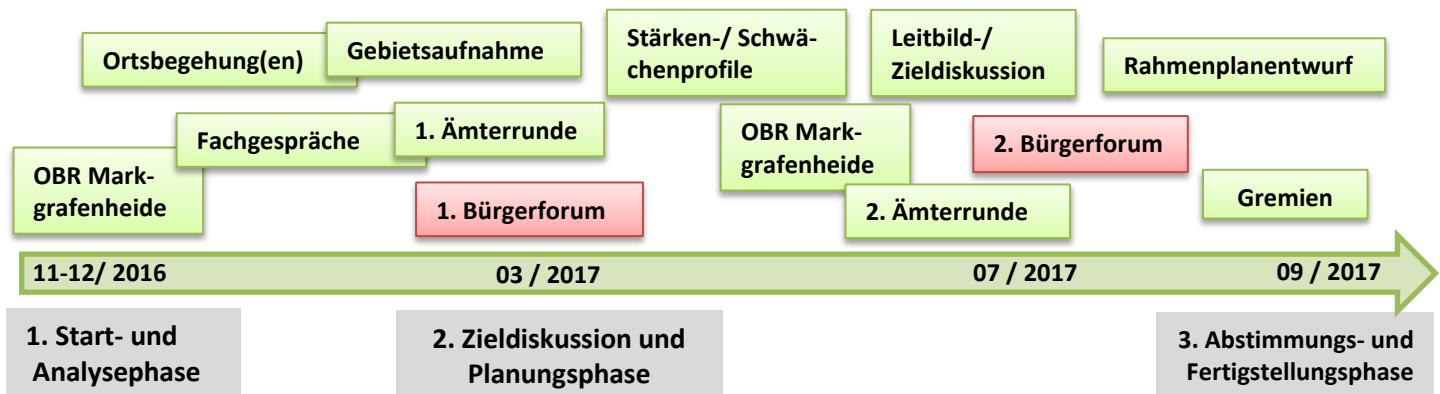 Ortsbegehung(en)
Gebietsaufnahme
Stärken-/ Schwä-
chenprofile
Leitbild-/
Zieldiskussion
Rahmenplanentwurf
Fachgespräche
1. Ämterrunde
OBR Mark-
grafenheide
2. Bürgerforum
OBR Mark-
grafenheide
1. Bürgerforum
2. Ämterrunde
Gremien
11-12/ 2016
03 / 2017
07 / 2017
09 / 2017
1. Start- und
Analysephase
2. Zieldiskussion und
Planungsphase
3. Abstimmungs- und
Fertigstellungsphase